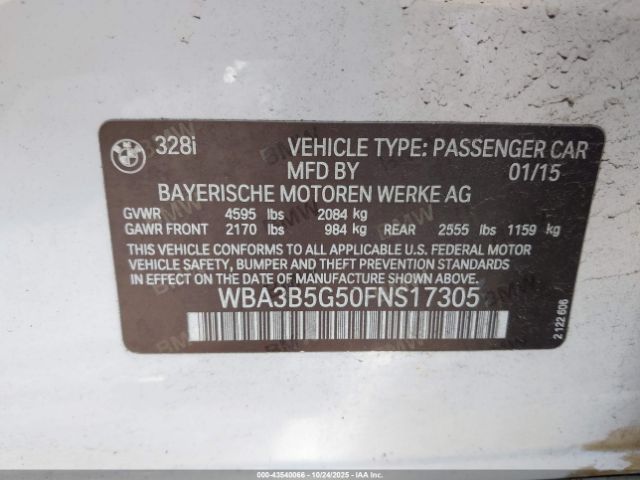 BMW 328i VEHICLE TYPE: PASSENGER CAR
MFD BY 01/15
BAYERISCHE MOTOREN WERKE AG
GVWR 4595 lbs 2084 kg
GAWR FRONT 2170 lbs 984 kg REAR 2555 lbs 1159 kg
THIS VEHICLE CONFORMS TO ALL APPLICABLE U.S. FEDERAL MOTOR
VEHICLE SAFETY, BUMPER AND THEFT PREVENTION STANDARDS IN
EFFECT ON THE DATE OF MANUFACTURE SHOWN ABOVE.
WBA3B5G50FNS17305
2 122 606
000-43540066 • 10/24/2025 • IAAI.COM